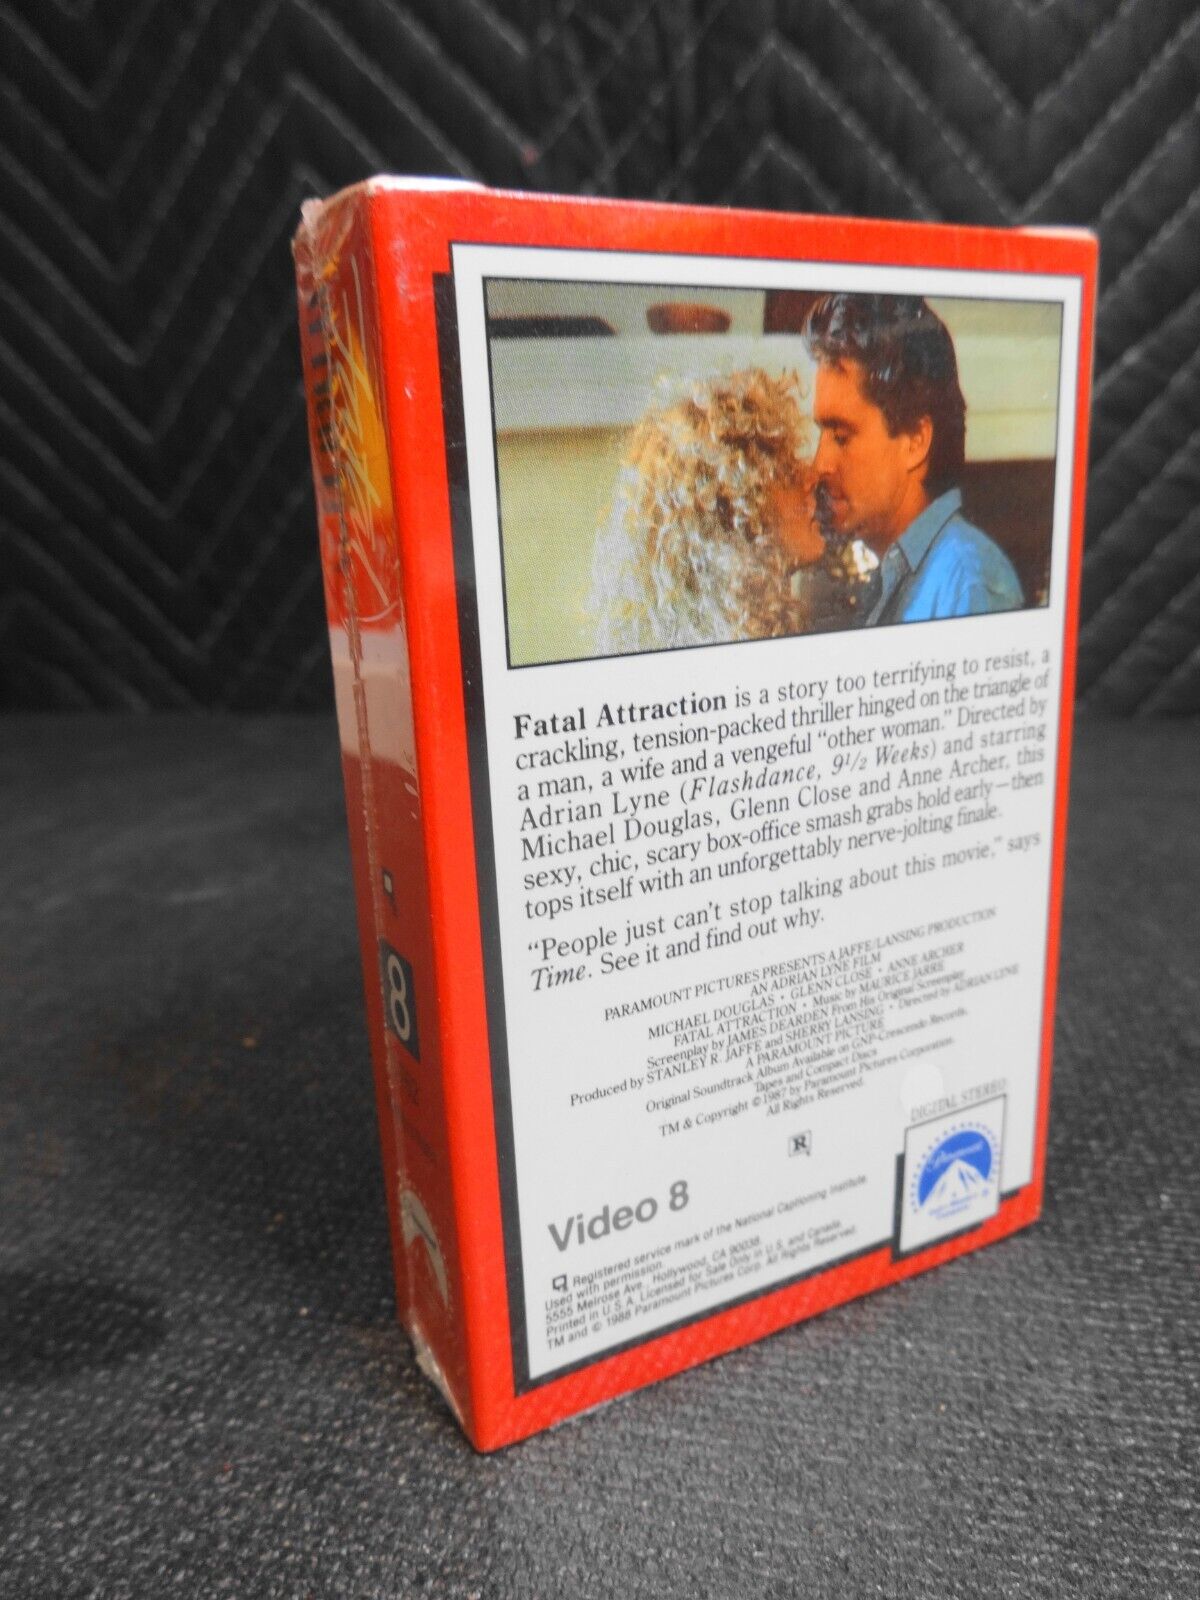 Fatal Attraction is a story too terrifying to resist, a
crackling, tension-packed thriller hinged on the triangle of
a man, a wife and a vengeful “other woman.” Directed by
Adrian Lyne (Flashdance, 9½ Weeks) and starring
Michael Douglas, Glenn Close and Anne Archer, this
sexy, chic, scary box-office smash grabs hold early—then
tops itself with an unforgettably nerve-jolting finale.
“People just can't stop talking about this movie,” says
Time. See it and find out why.
PARAMOUNT PICTURES PRESENTS A JAFFE/LANSING PRODUCTION
AN ADRIAN LYNE FILM
MICHAEL DOUGLAS • GLENN CLOSE • ANNE ARCHER
FATAL ATTRACTION • Music by MAURICE JARRE
Screenplay by JAMES DEARDEN From His Original Screenplay
Produced by STANLEY R. JAFFE and SHERRY LANSING • Directed by ADRIAN LYNE
A PARAMOUNT PICTURE
Original Soundtrack Album Available on GNP-Crescendo Records,
Tapes and Compact Discs
TM & Copyright © 1987 by Paramount Pictures Corporation.
All Rights Reserved.
R
DIGITAL STEREO
Paramount
Video 8
Registered service mark of the National Captioning Institute.
Used with permission.
5555 Melrose Ave., Hollywood, CA 90038
Printed in U.S.A. Licensed for Sale Only in U.S. and Canada.
TM and © 1988 Paramount Pictures Corp. All Rights Reserved.
8